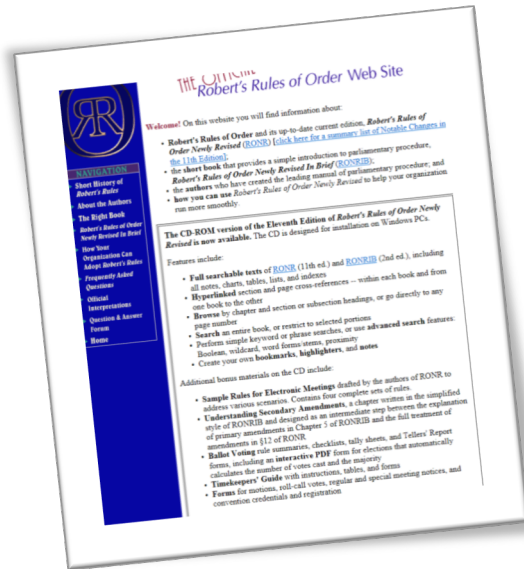 THE OFFICIAL
Robert's Rules of Order Web Site
NAVIGATION
Short History of
Robert's Rules
About the Authors
The Right Book
Robert's Rules of Order
Newly Revised In Brief
How Your
Organization Can
Adopt Robert's Rules
Frequently Asked
Questions
Official
Interpretations
Question & Answer
Forum
Home
Welcome! On this website you will find information about:
• Robert's Rules of Order and its up-to-date current edition, Robert's Rules of
Order Newly Revised (RONR) [click here for a summary list of Notable Changes in
the 11th Edition];
• the short book that provides a simple introduction to parliamentary procedure,
Robert's Rules of Order Newly Revised In Brief (RONRIB);
• the authors who have created the leading manual of parliamentary procedure; and
• how you can use Robert's Rules of Order Newly Revised to help your organization
run more smoothly.
The CD-ROM version of the Eleventh Edition of Robert's Rules of Order Newly
Revised is now available. The CD is designed for installation on Windows PCs.
Features include:
• Full searchable texts of RONR (11th ed.) and RONRIB (2nd ed.), including
all notes, charts, tables, lists, and indexes
• Hyperlinked section and page cross-references -- within each book and from
one book to the other
• Browse by chapter and section or subsection headings, or go directly to any
page number
• Search an entire book, or restrict to selected portions
• Perform simple keyword or phrase searches, or use advanced search features:
Boolean, wildcard, word forms/stems, proximity
• Create your own bookmarks, highlighters, and notes
Additional bonus materials on the CD include:
• Sample Rules for Electronic Meetings drafted by the authors of RONR to
address various scenarios. Contains four complete sets of rules.
• Understanding Secondary Amendments, a chapter written in the simplified
style of RONRIB and designed as an intermediate step between the explanation
of primary amendments in Chapter 5 of RONRIB and the full treatment of
amendments in §12 of RONR
• Ballot Voting rule summaries, checklists, tally sheets, and Tellers' Report
forms, including an interactive PDF form for elections that automatically
calculates the number of votes cast and the majority
• Timekeepers' Guide with instructions, tables, and forms
• Forms for motions, roll-call votes, regular and special meeting notices, and
convention credentials and registration